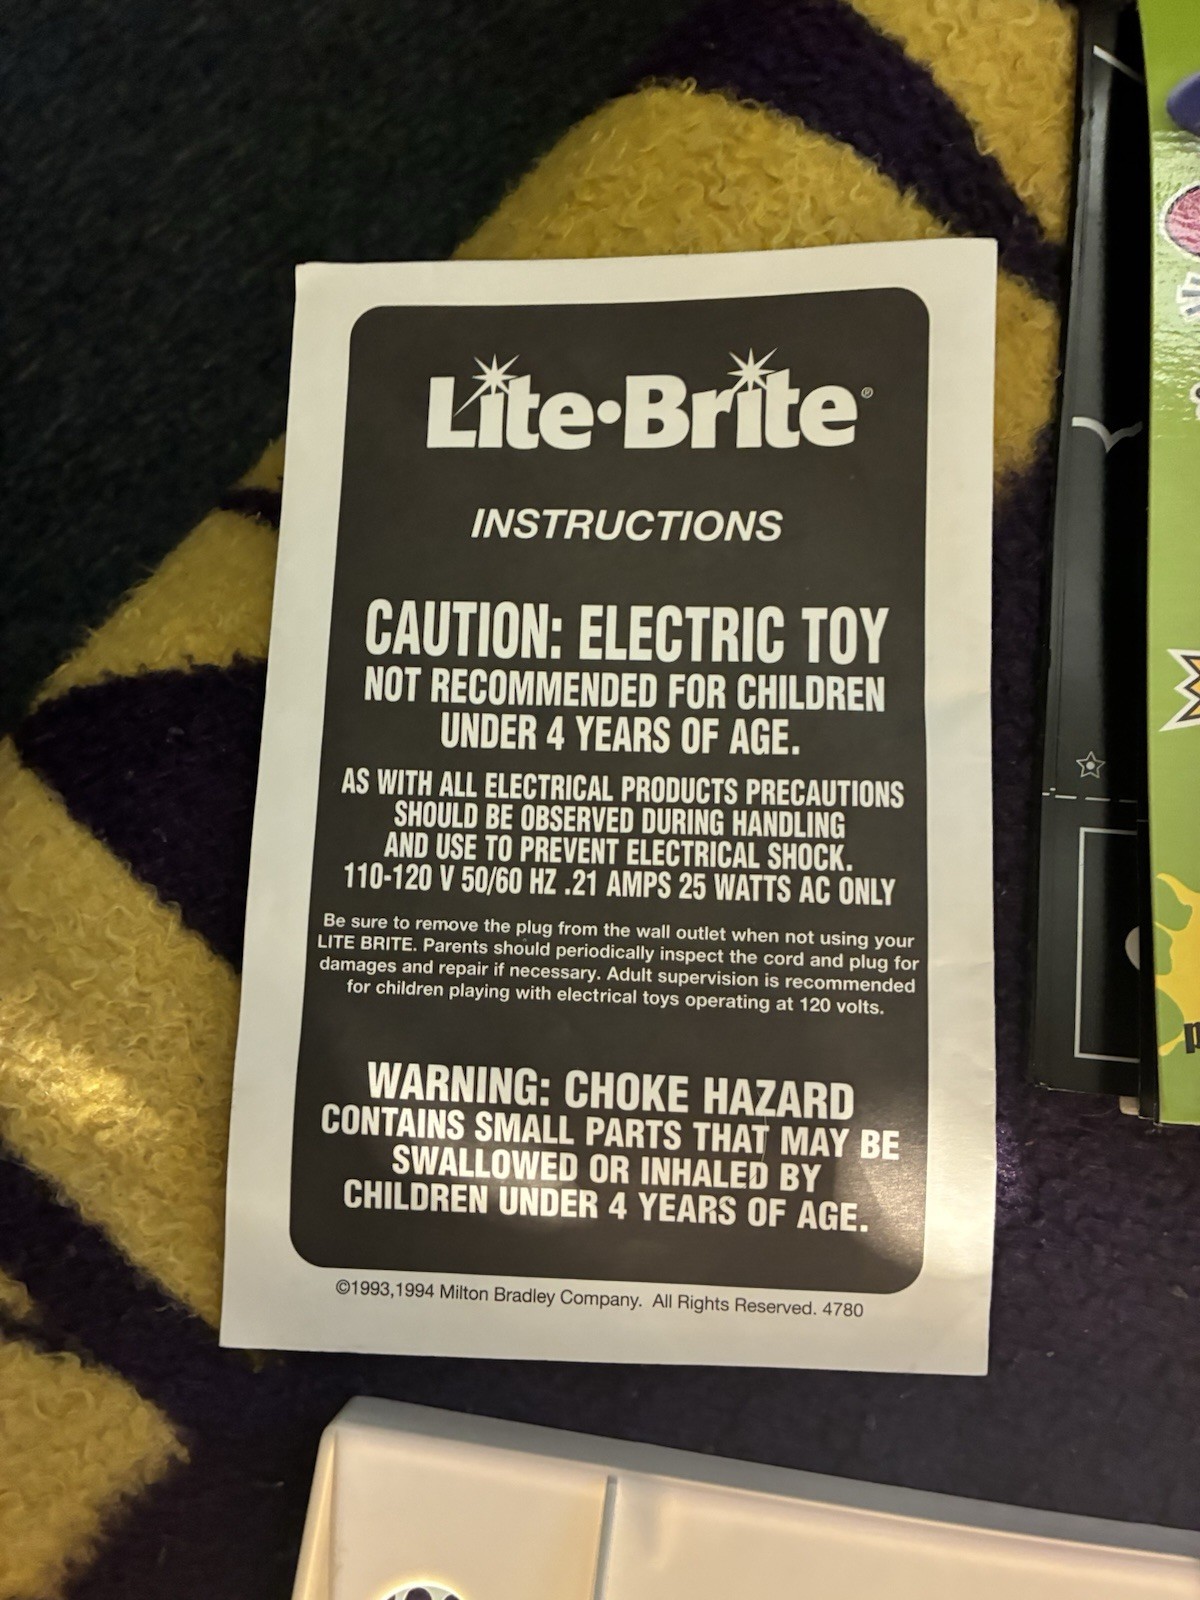 Lite•Brite®
INSTRUCTIONS
CAUTION: ELECTRIC TOY
NOT RECOMMENDED FOR CHILDREN
UNDER 4 YEARS OF AGE.
AS WITH ALL ELECTRICAL PRODUCTS PRECAUTIONS
SHOULD BE OBSERVED DURING HANDLING
AND USE TO PREVENT ELECTRICAL SHOCK.
110-120 V 50/60 HZ .21 AMPS 25 WATTS AC ONLY
Be sure to remove the plug from the wall outlet when not using your
LITE BRITE. Parents should periodically inspect the cord and plug for
damages and repair if necessary. Adult supervision is recommended
for children playing with electrical toys operating at 120 volts.
WARNING: CHOKE HAZARD
CONTAINS SMALL PARTS THAT MAY BE
SWALLOWED OR INHALED BY
CHILDREN UNDER 4 YEARS OF AGE.
©1993,1994 Milton Bradley Company. All Rights Reserved. 4780